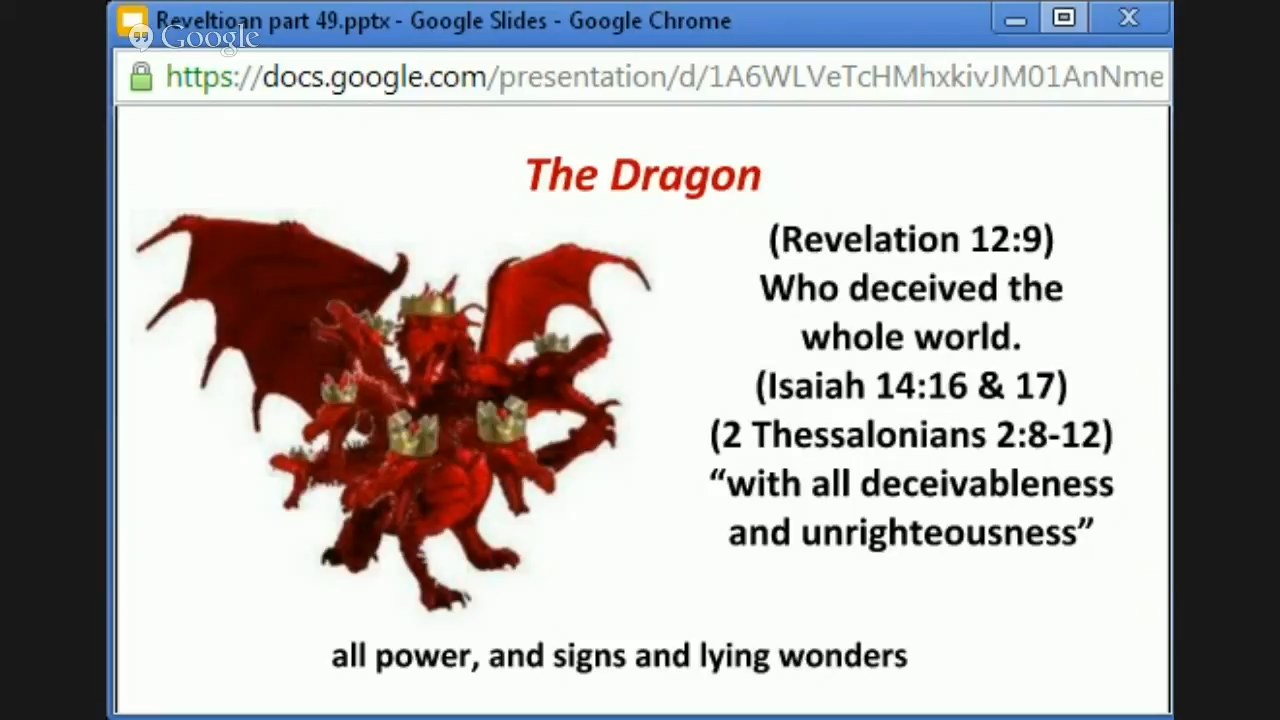 Reveltioan part 49.pptx - Google Slides - Google Chrome
Google
https://docs.google.com/presentation/d/1A6WLVeTcHMhxkivJM01AnNme
The Dragon
(Revelation 12:9)
Who deceived the
whole world.
(Isaiah 14:16 & 17)
(2 Thessalonians 2:8-12)
“with all deceivableness
and unrighteousness”
all power, and signs and lying wonders